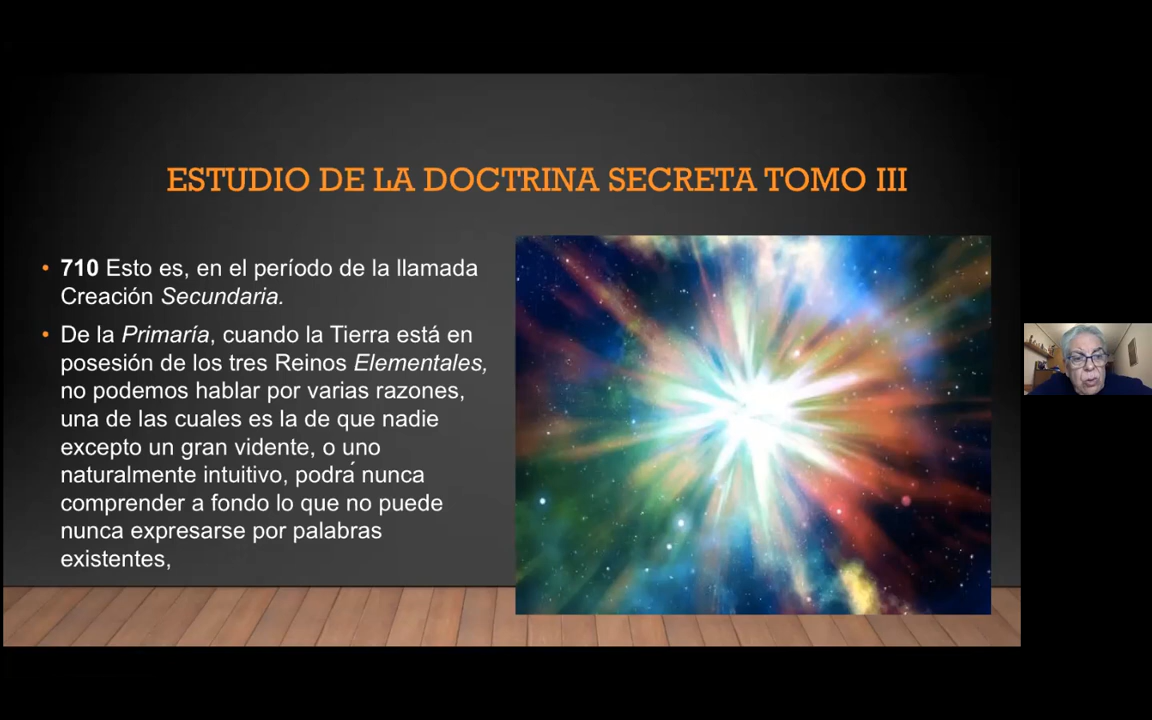 ESTUDIO DE LA DOCTRINA SECRETA TOMO III
• 710 Esto es, en el período de la llamada
Creación Secundaria.
• De la Primaría, cuando la Tierra está en
posesión de los tres Reinos Elementales,
no podemos hablar por varias razones,
una de las cuales es la de que nadie
excepto un gran vidente, o uno
naturalmente intuitivo, podrá nunca
comprender a fondo lo que no puede
nunca expresarse por palabras
existentes,